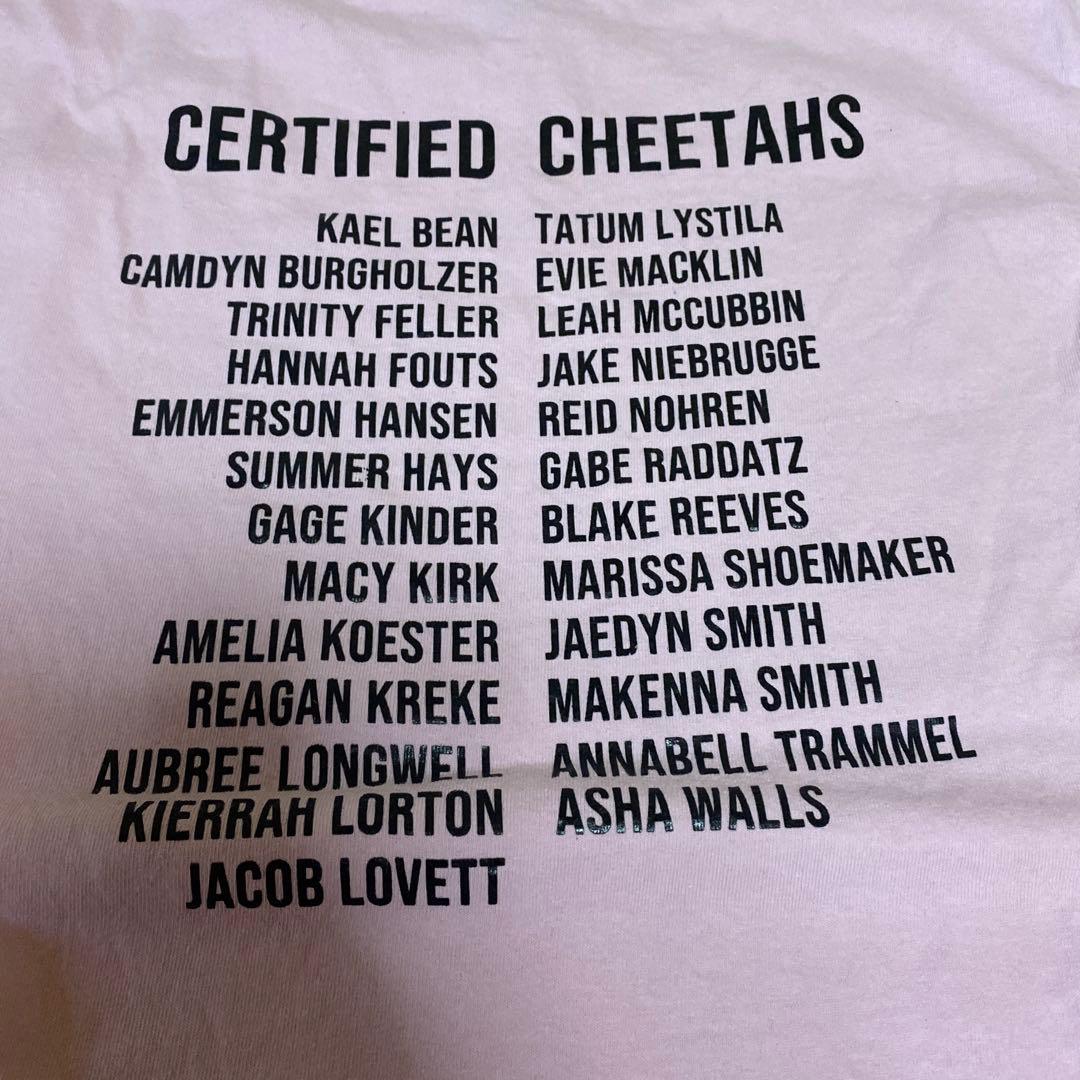 CERTIFIED CHEETAHS
KAEL BEAN TATUM LYSTILA
CAMDYN BURGHOLZER EVIE MACKLIN
TRINITY FELLER LEAH MCCUBBIN
HANNAH FOUTS JAKE NIEBRUGGE
EMMERSON HANSEN REID NOHREN
SUMMER HAYS GABE RADDATZ
GAGE KINDER BLAKE REEVES
MACY KIRK MARISSA SHOEMAKER
AMELIA KOESTER JAEDYN SMITH
REAGAN KREKE MAKENNA SMITH
AUBREE LONGWELL ANNABELL TRAMMEL
KIERRAH LORTON ASHA WALLS
JACOB LOVETT